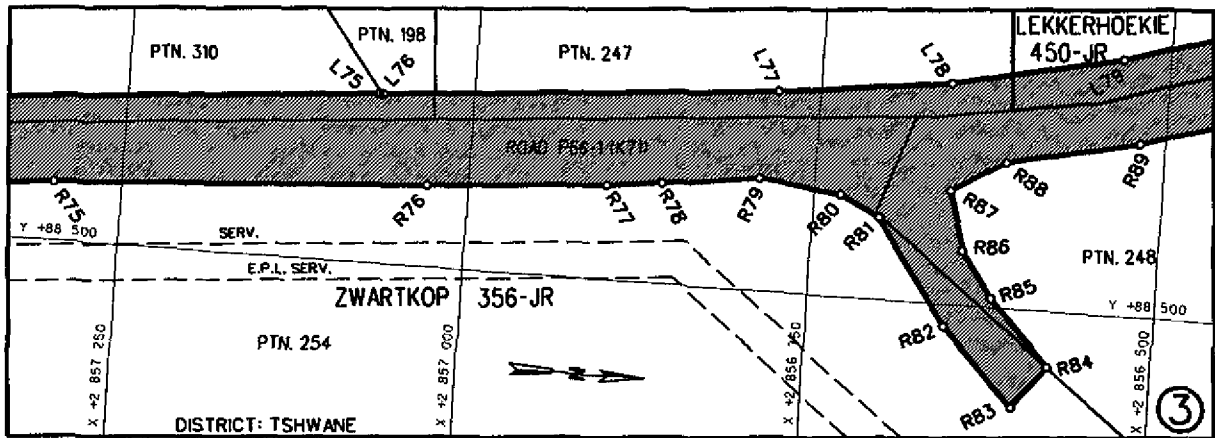 PTN. 310
PTN. 198
PTN. 247
LEKKERHOEKIE
450-JR
L75
L76
L77
L78
L79
ROAD P66-1 (K71)
R75
R76
R77
R78
R79
R80
R81
R87
R88
R89
Y +88 500
SERV.
E.P.L. SERV.
R86
PTN. 248
ZWARTKOP 356-JR
R85
Y +88 500
PTN. 254
R82
R84
R83
X +2 857 250
X +2 857 000
X +2 856 750
X +2 856 500
N
DISTRICT: TSHWANE
3